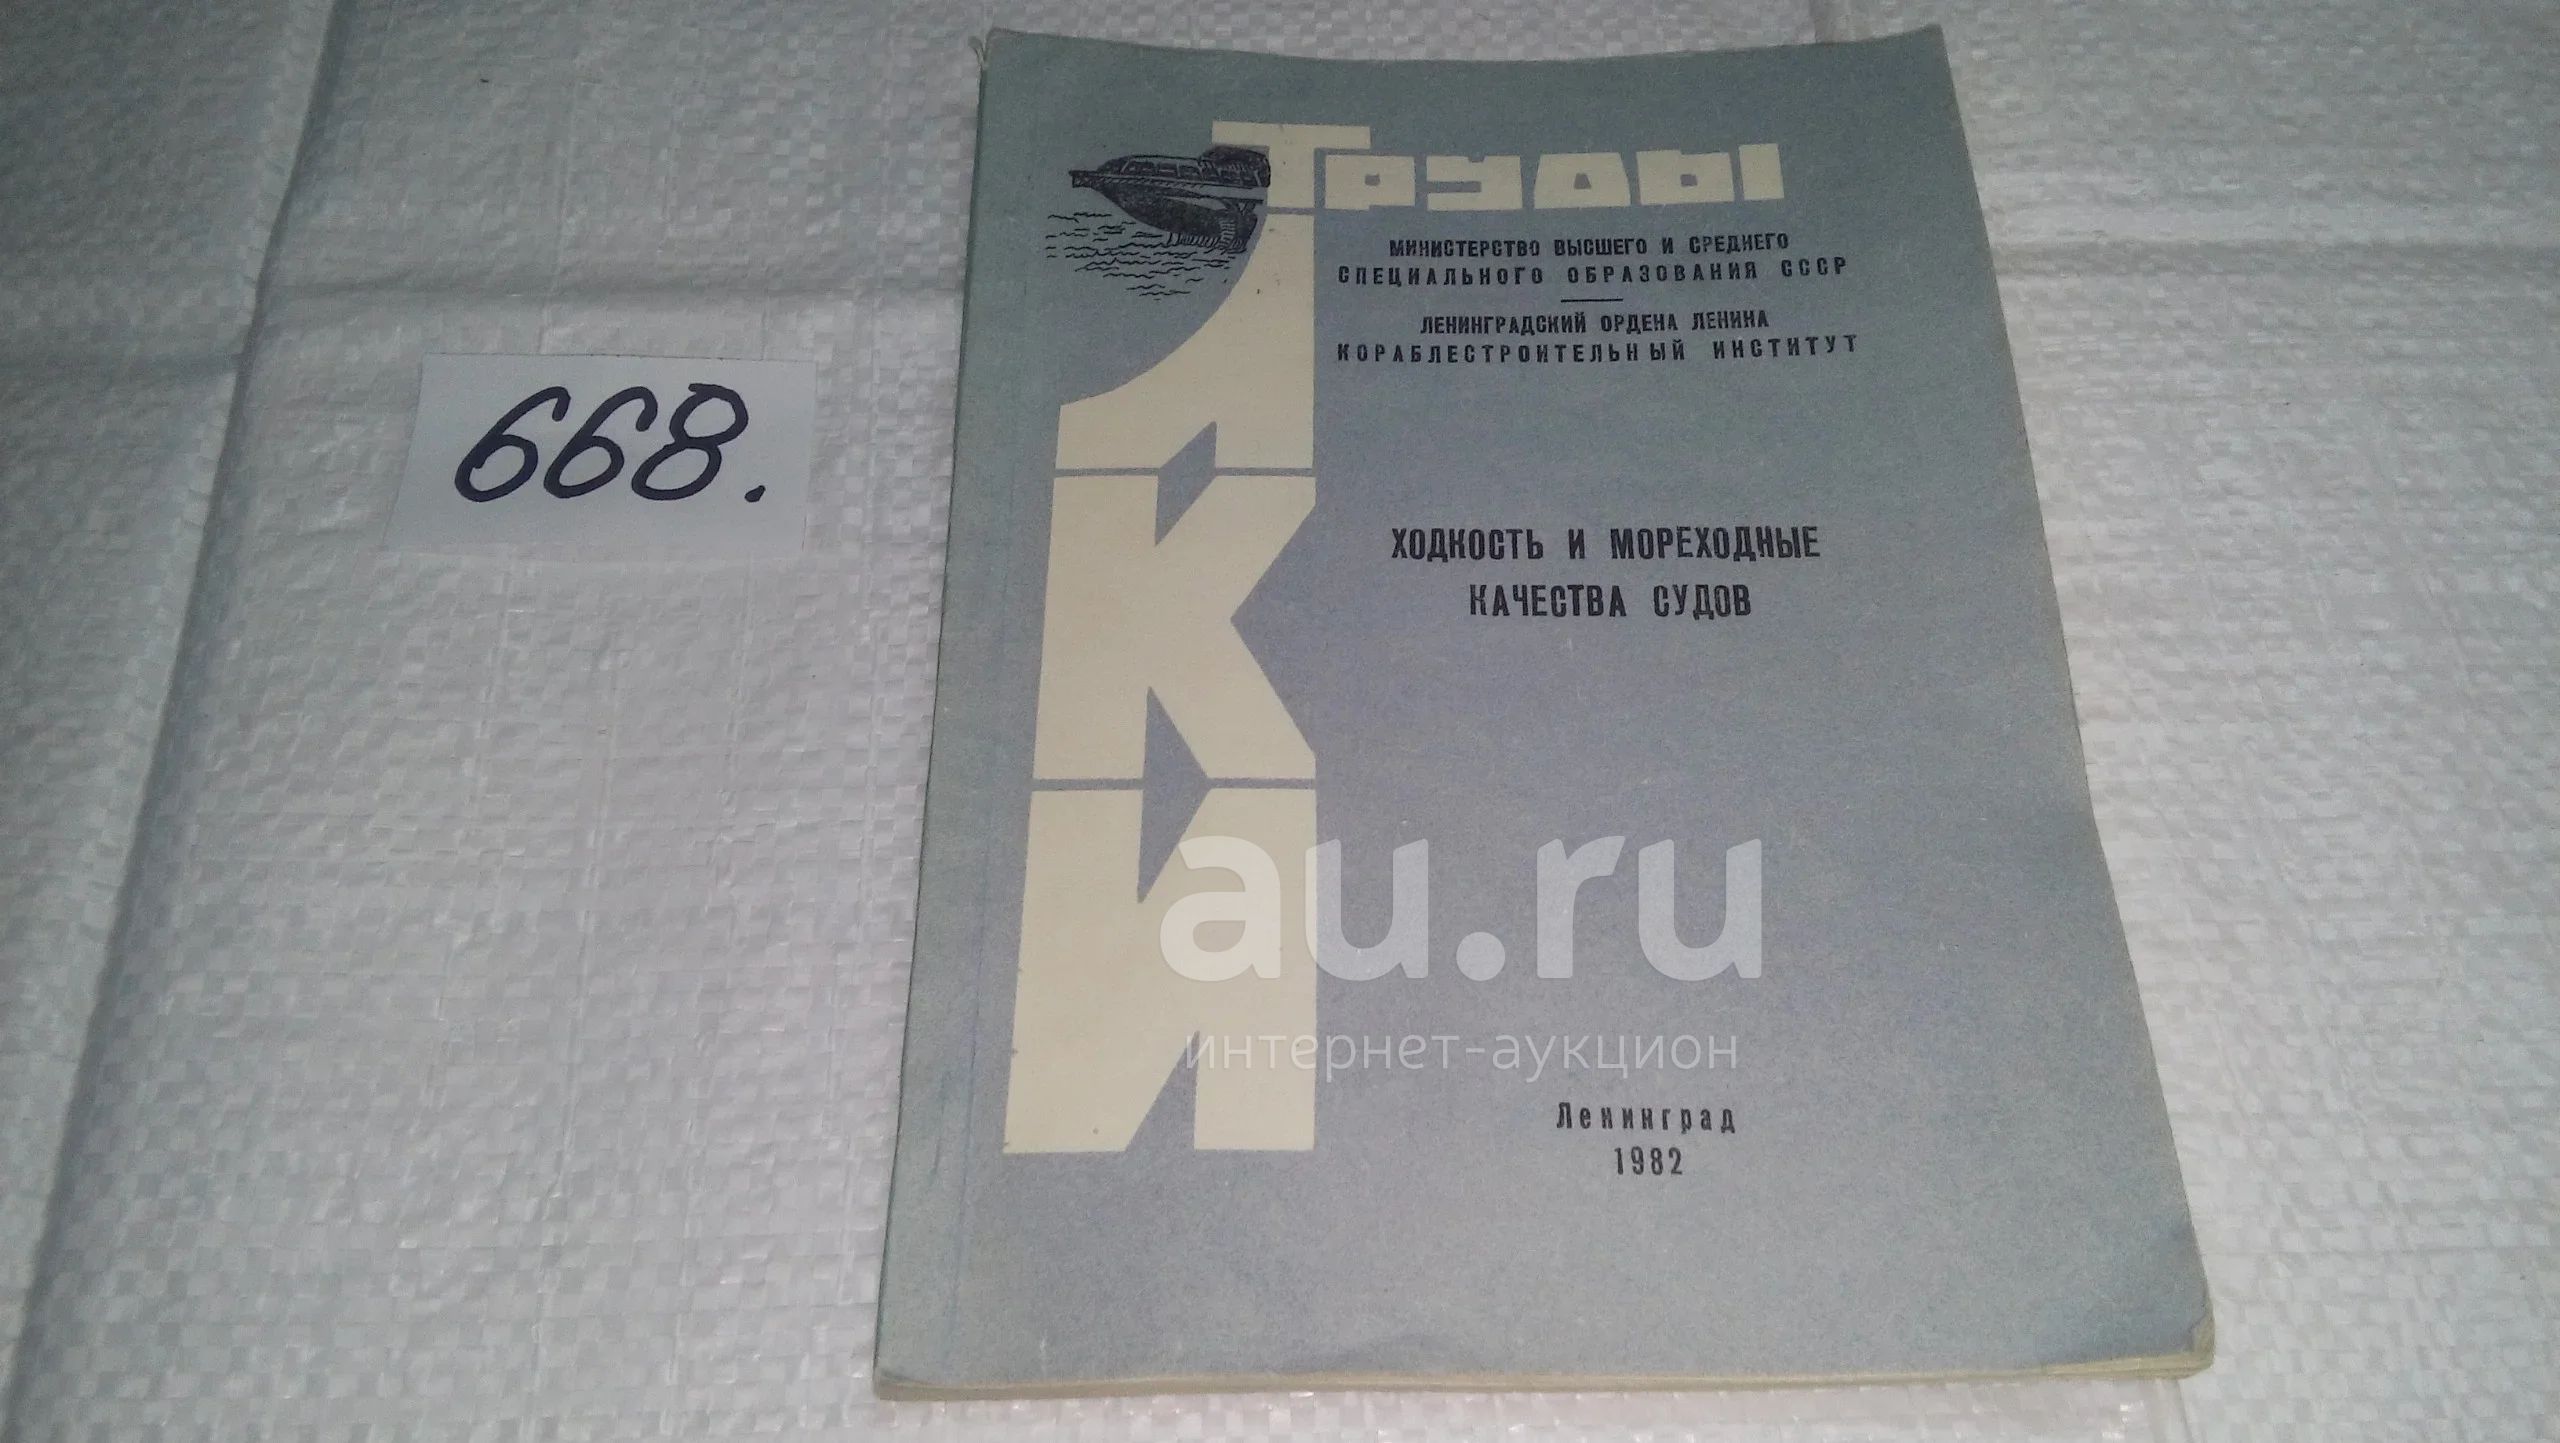 668.
Труды
ЛКИ
МИНИСТЕРСТВО ВЫСШЕГО И СРЕДНЕГО
СПЕЦИАЛЬНОГО ОБРАЗОВАНИЯ СССР
ЛЕНИНГРАДСКИЙ ОРДЕНА ЛЕНИНА
КОРАБЛЕСТРОИТЕЛЬНЫЙ ИНСТИТУТ
ХОДКОСТЬ И МОРЕХОДНЫЕ
КАЧЕСТВА СУДОВ
au.ru
интернет-аукцион
Ленинград
1982